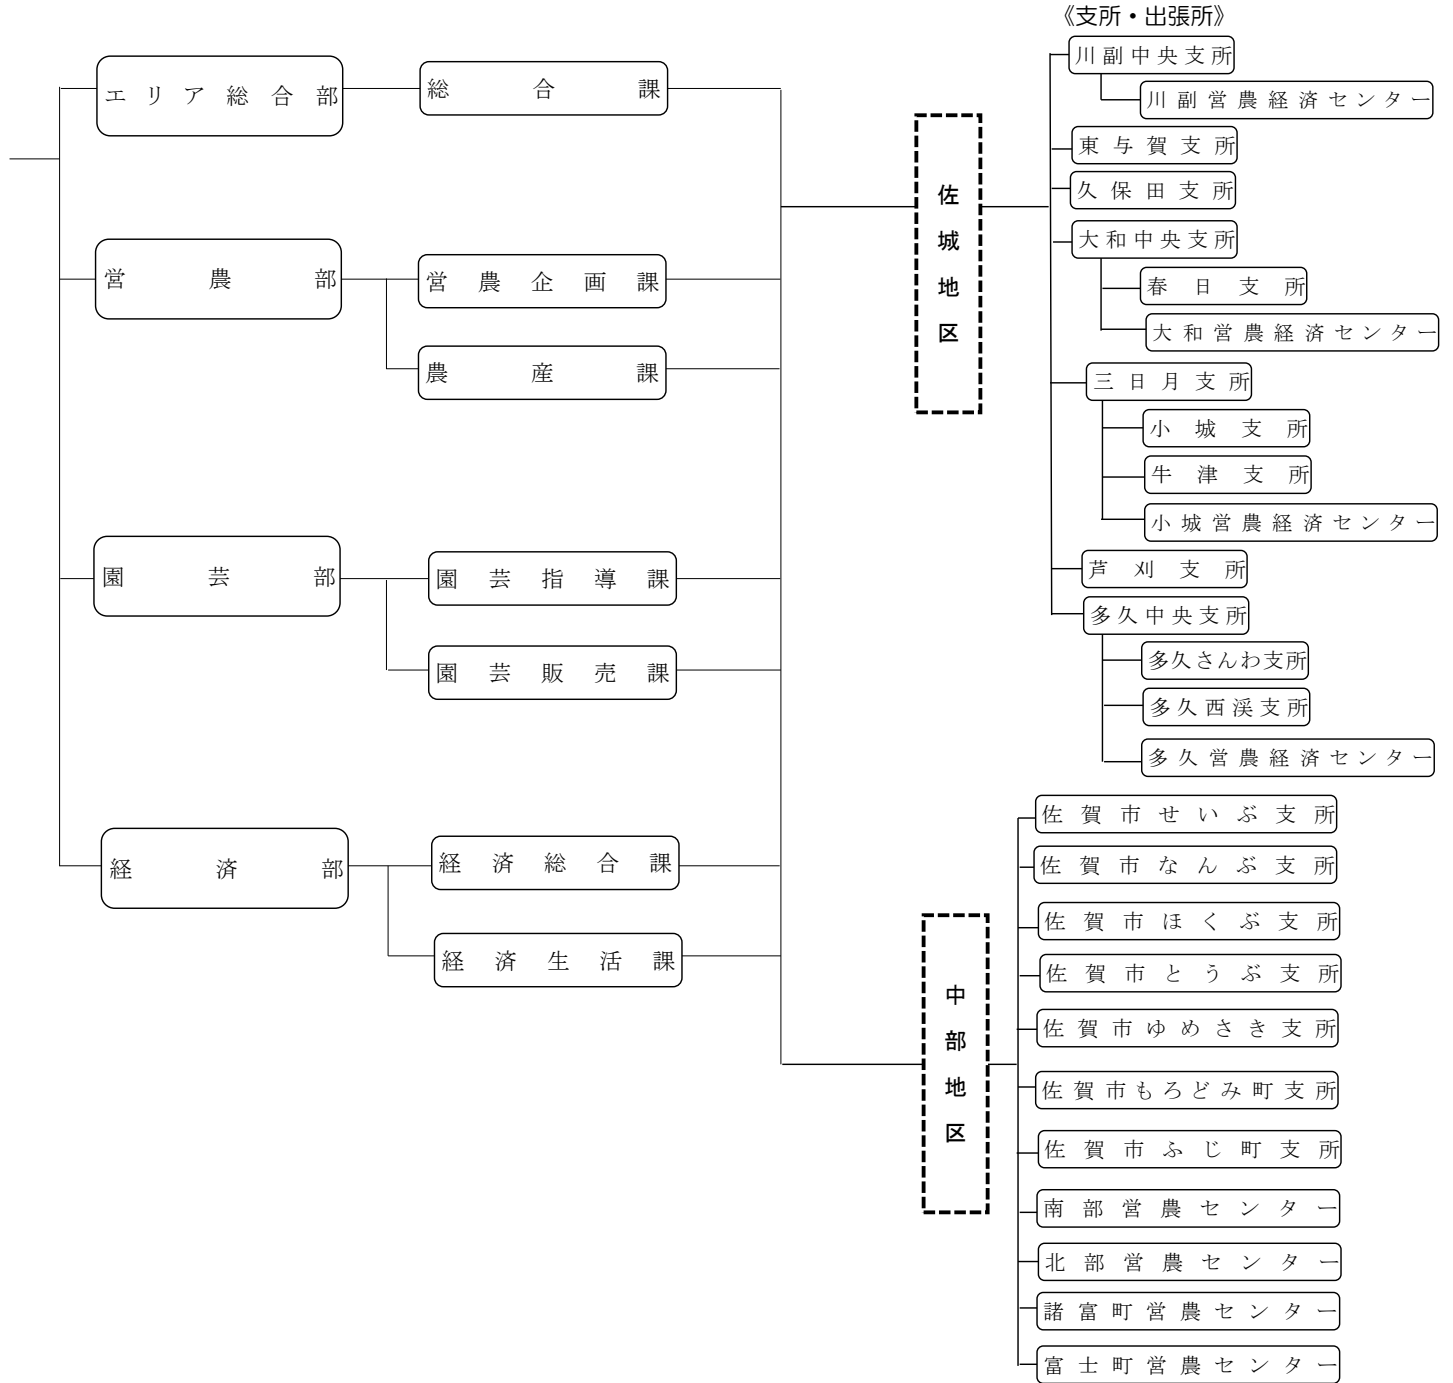 《支所・出張所》
エリア総合部
総合課
営農部
営農企画課
農産課
園芸部
園芸指導課
園芸販売課
経済部
経済総合課
経済生活課
佐城地区
川副中央支所
川副営農経済センター
東与賀支所
久保田支所
大和中央支所
春日支所
大和営農経済センター
三日月支所
小城支所
牛津支所
小城営農経済センター
芦刈支所
多久中央支所
多久さんわ支所
多久西渓支所
多久営農経済センター
中部地区
佐賀市せいぶ支所
佐賀市なんぶ支所
佐賀市ほくぶ支所
佐賀市とうぶ支所
佐賀市ゆめさき支所
佐賀市もろどみ町支所
佐賀市ふじ町支所
南部営農センター
北部営農センター
諸富町営農センター
富士町営農センター